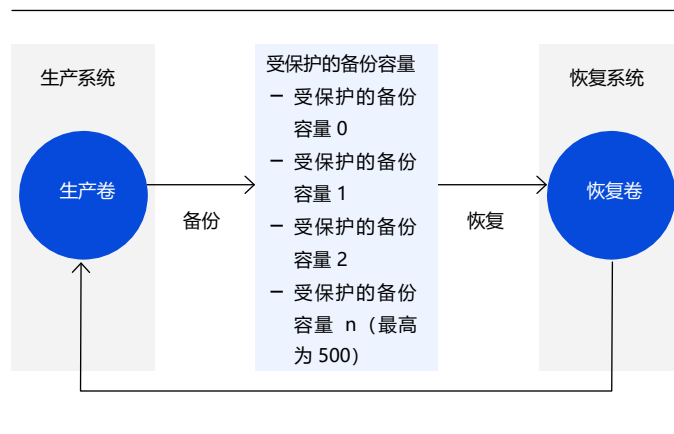 生产系统
生产卷
备份
受保护的备份容量
– 受保护的备份
容量 0
– 受保护的备份
容量 1
– 受保护的备份
容量 2
– 受保护的备份
容量 n（最高
为 500）
恢复
恢复系统
恢复卷